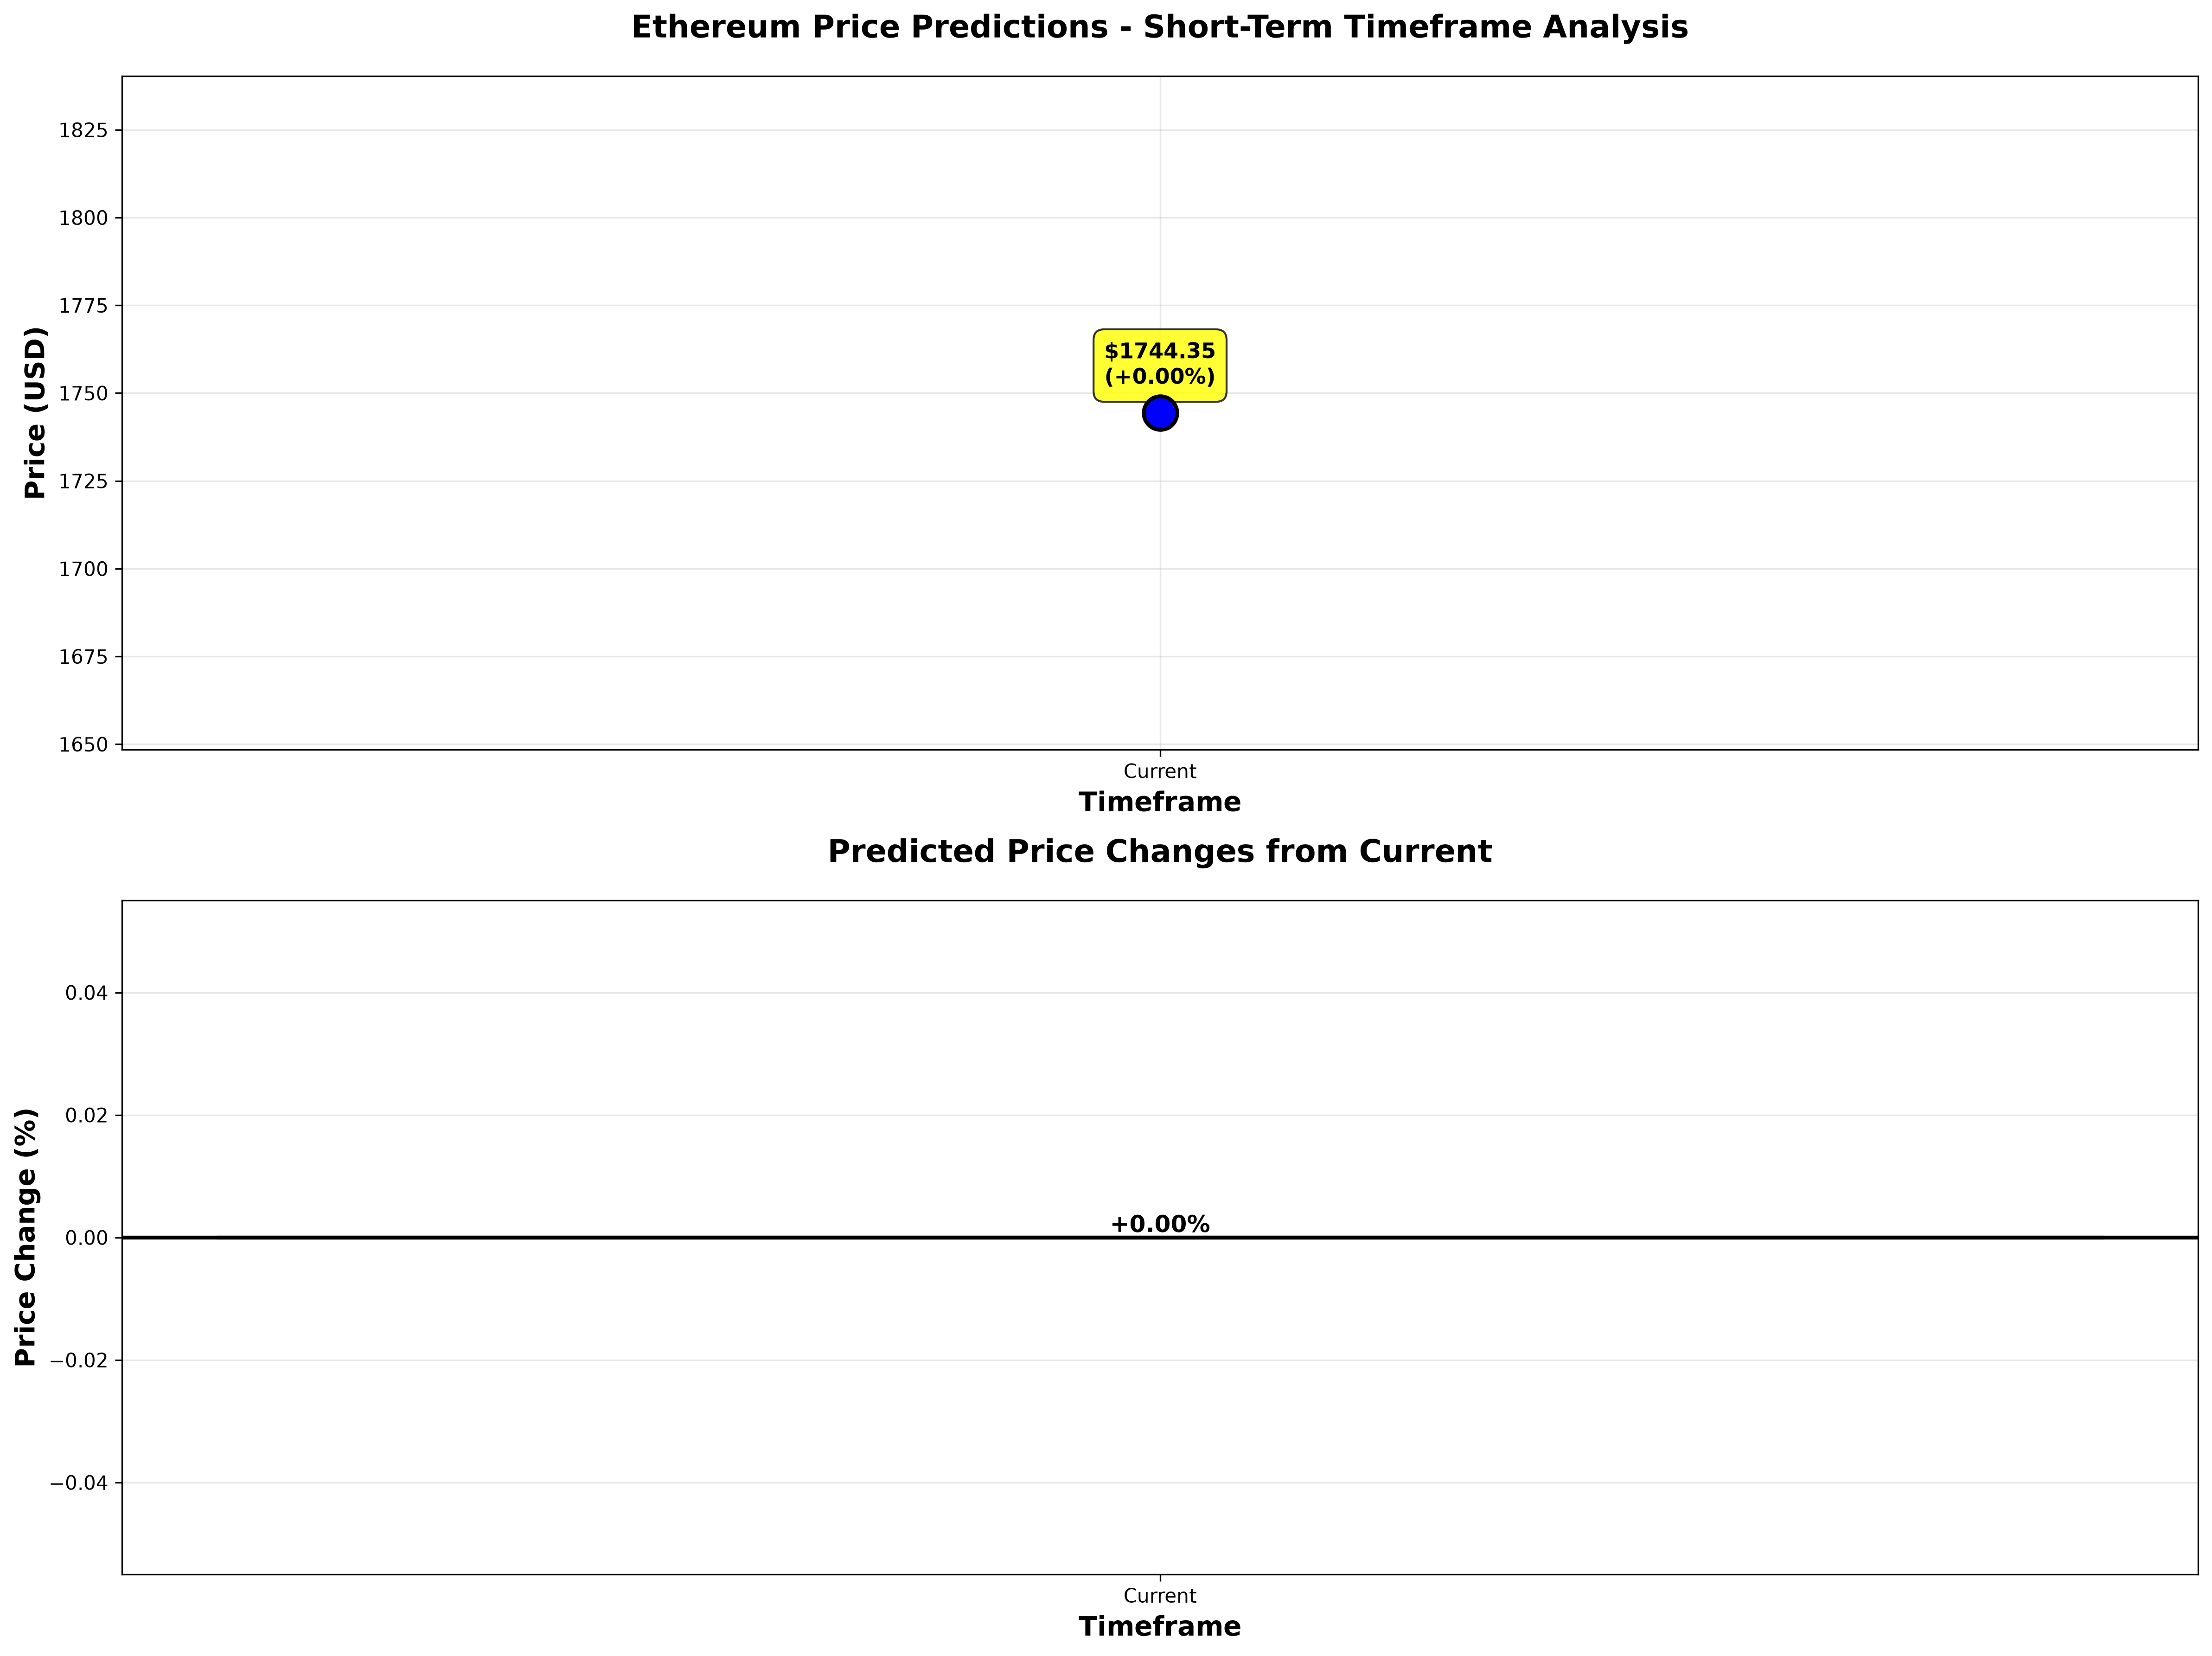 Ethereum Price Predictions - Short-Term Timeframe Analysis
Price (USD)
1825
1800
1775
1750
1725
1700
1675
1650
$1744.35
(+0.00%)
Current
Timeframe
Predicted Price Changes from Current
Price Change (%)
0.04
0.02
0.00
−0.02
−0.04
+0.00%
Current
Timeframe